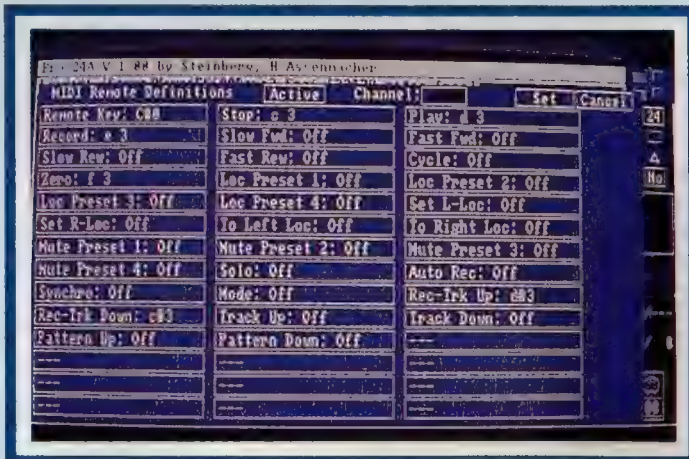 24A V 1 00 by Steinberg,
MIDI Remote Definitions Active Channel: Set Cancel
Remote Key: Stop: c 3 Play: d 3
Record: e 3 Slow Fwd: Off Fast Fwd: Off
Slow Rew: Off Fast Rew: Off Cycle: Off
Zero: f 3 Loc Preset 1: Off Loc Preset 2: Off
Loc Preset 3: Off Loc Preset 4: Off Set L-Loc: Off
Set R-Loc: Off To Left Loc: Off To Right Loc: Off
Mute Preset 1: Off Mute Preset 2: Off Mute Preset 3: Off
Mute Preset 4: Off Solo: Off Auto Rec: Off
Synchro: Off Mode: Off Rec-Trk Up: d#3
Rec-Trk Down: c#3 Track Up: Off Track Down: Off
Pattern Up: Off Pattern Down: Off ---
--- --- ---
--- --- ---
--- --- ---
24
No